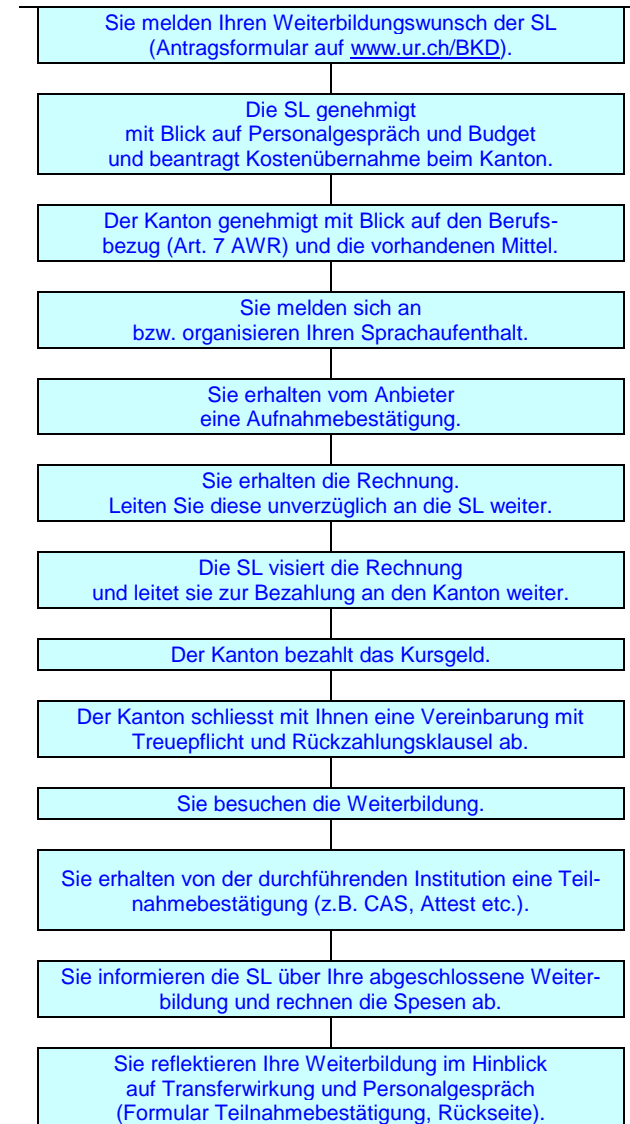 Sie melden Ihren Weiterbildungswunsch der SL
(Antragsformular auf www.ur.ch/BKD).
Die SL genehmigt
mit Blick auf Personalgespräch und Budget
und beantragt Kostenübernahme beim Kanton.
Der Kanton genehmigt mit Blick auf den Berufs-
bezug (Art. 7 AWR) und die vorhandenen Mittel.
Sie melden sich an
bzw. organisieren Ihren Sprachaufenthalt.
Sie erhalten vom Anbieter
eine Aufnahmebestätigung.
Sie erhalten die Rechnung.
Leiten Sie diese unverzüglich an die SL weiter.
Die SL visiert die Rechnung
und leitet sie zur Bezahlung an den Kanton weiter.
Der Kanton bezahlt das Kursgeld.
Der Kanton schliesst mit Ihnen eine Vereinbarung mit
Treuepflicht und Rückzahlungsklausel ab.
Sie besuchen die Weiterbildung.
Sie erhalten von der durchführenden Institution eine Teil-
nahmebestätigung (z.B. CAS, Attest etc.).
Sie informieren die SL über Ihre abgeschlossene Weiter-
bildung und rechnen die Spesen ab.
Sie reflektieren Ihre Weiterbildung im Hinblick
auf Transferwirkung und Personalgespräch
(Formular Teilnahmebestätigung, Rückseite).